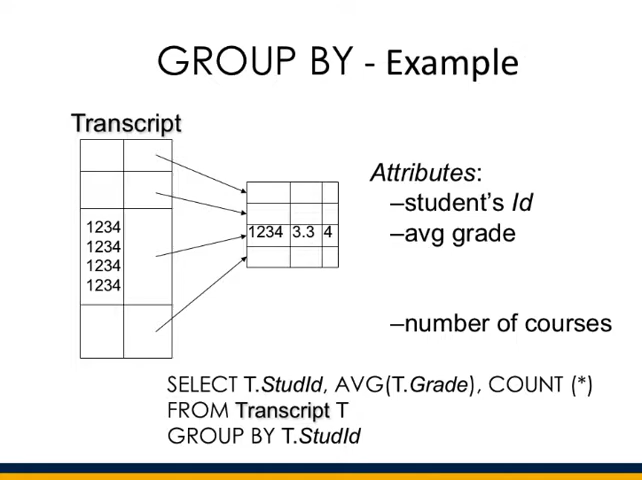 GROUP BY - Example
Transcript
1234
1234
1234
1234
1234 3.3 4
Attributes:
–student’s Id
–avg grade
–number of courses
SELECT T.StudId, AVG(T.Grade), COUNT (*)
FROM Transcript T
GROUP BY T.StudId